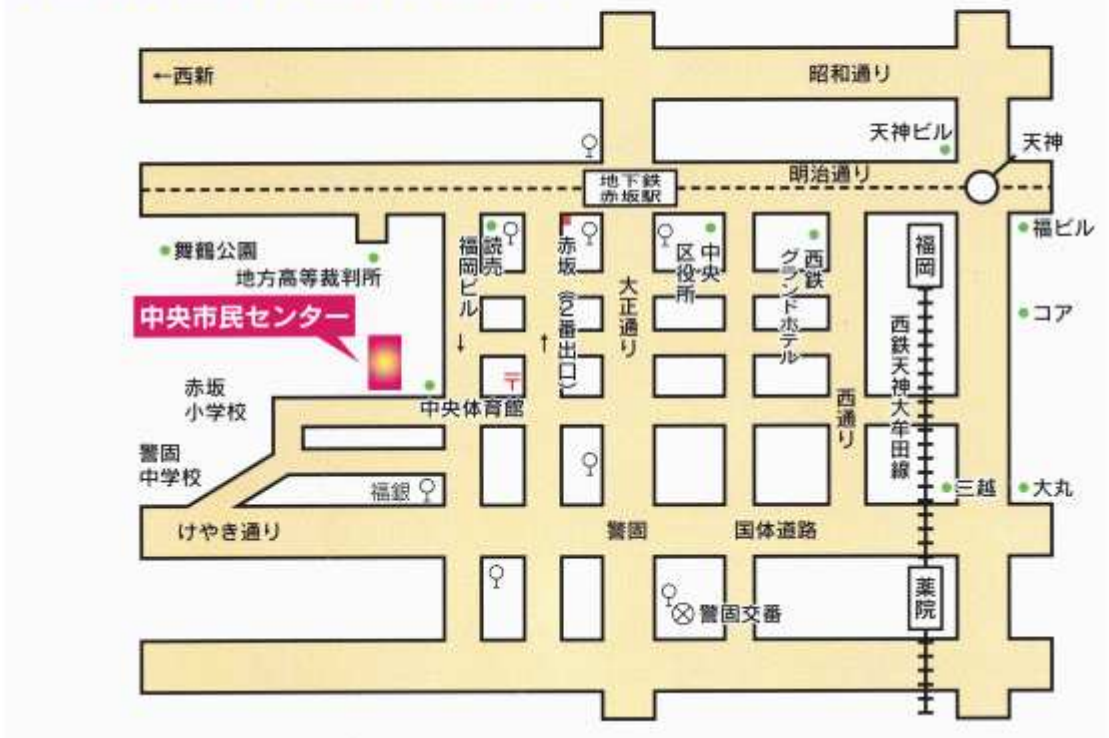 ←西新
昭和通り
天神ビル
天神
明治通り
地下鉄
赤坂駅
舞鶴公園
地方高等裁判所
中央市民センター
読売
福岡ビル
↓
赤坂(2番出口)
↑
大正通り
中央
区役所
西鉄
グランドホテル
福岡
福ビル
コア
西鉄天神大牟田線
西通り
赤坂
小学校
〒
中央体育館
警固
中学校
福銀
三越
大丸
けやき通り
警固
国体道路
警固交番
薬院